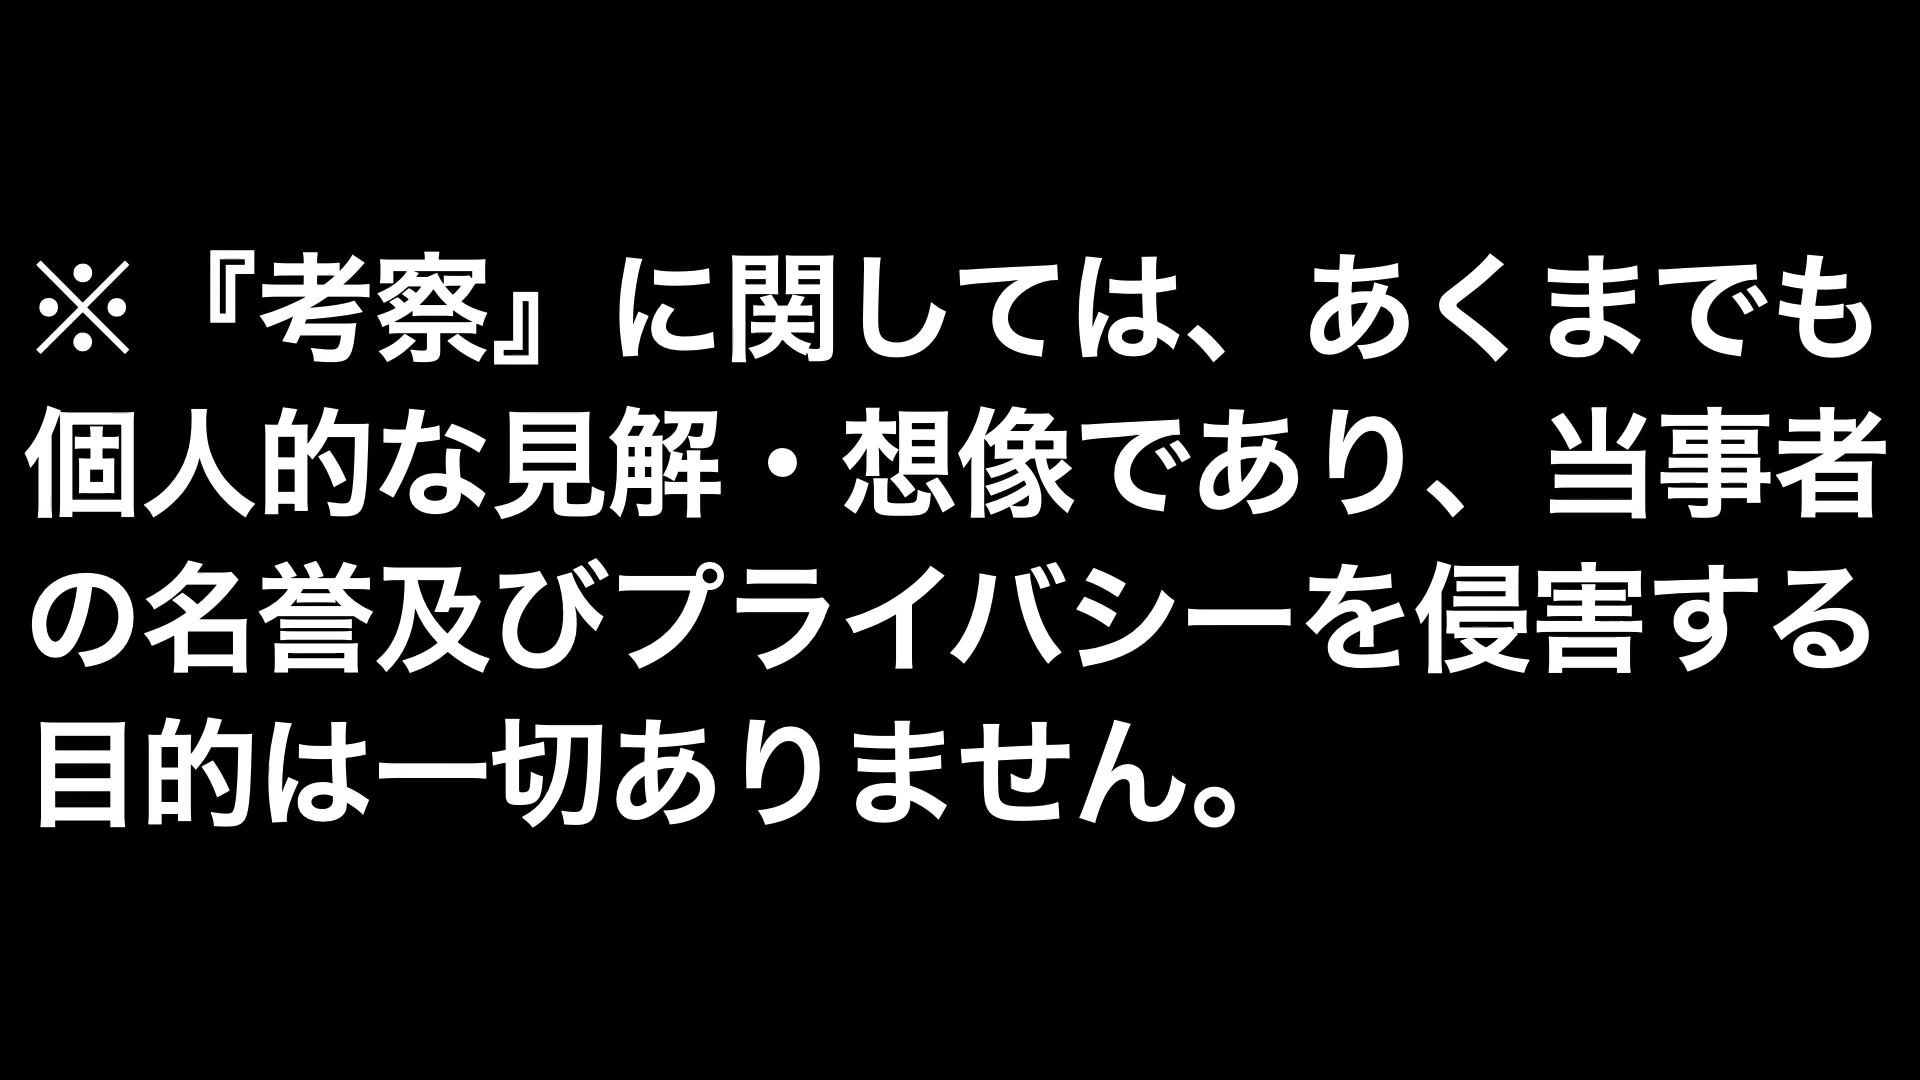 ※『考察』に関しては、あくまでも
個人的な見解・想像であり、当事者
の名誉及びプライバシーを侵害する
目的は一切ありません。